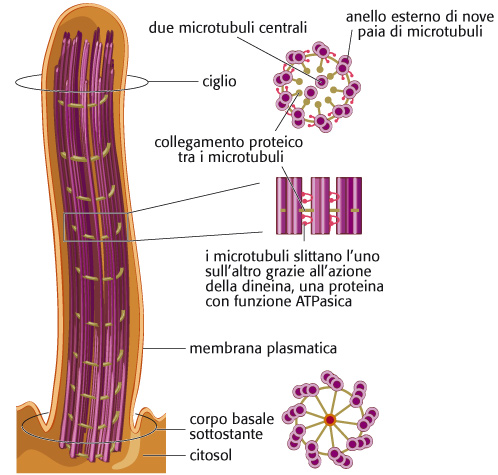 due microtubuli centrali
anello esterno di nove
paia di microtubuli
ciglio
collegamento proteico
tra i microtubuli
i microtubuli slittano l'uno
sull'altro grazie all'azione
della dineina, una proteina
con funzione ATPasica
membrana plasmatica
corpo basale
sottostante
citosol